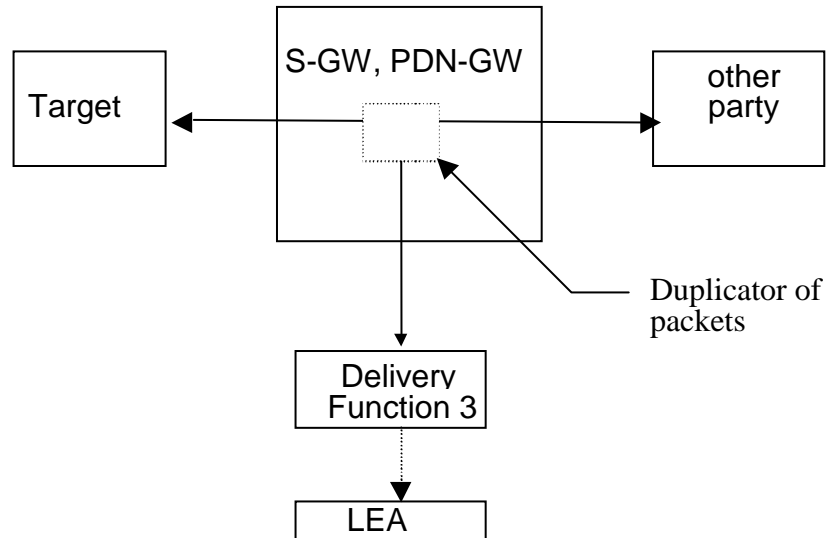 S-GW, PDN-GW
Target
other
party
Duplicator of
packets
Delivery
Function 3
LEA